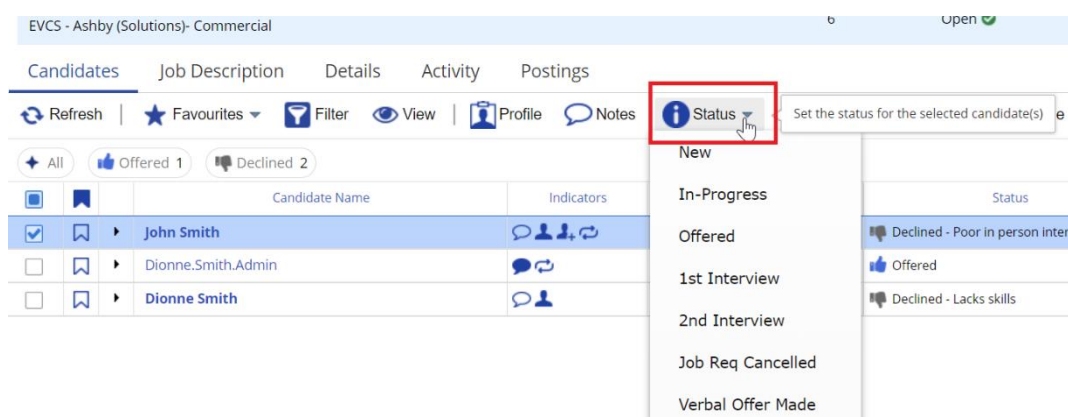 EVCS - Ashby (Solutions)- Commercial 6 Open
Candidates Job Description Details Activity Postings
Refresh Favourites Filter View Profile Notes Status Set the status for the selected candidate(s) e
All Offered 1 Declined 2
New
Candidate Name Indicators Status
In-Progress
John Smith Declined - Poor in person inter
Offered
Dionne.Smith.Admin Offered
1st Interview
Dionne Smith Declined - Lacks skills
2nd Interview
Job Req Cancelled
Verbal Offer Made